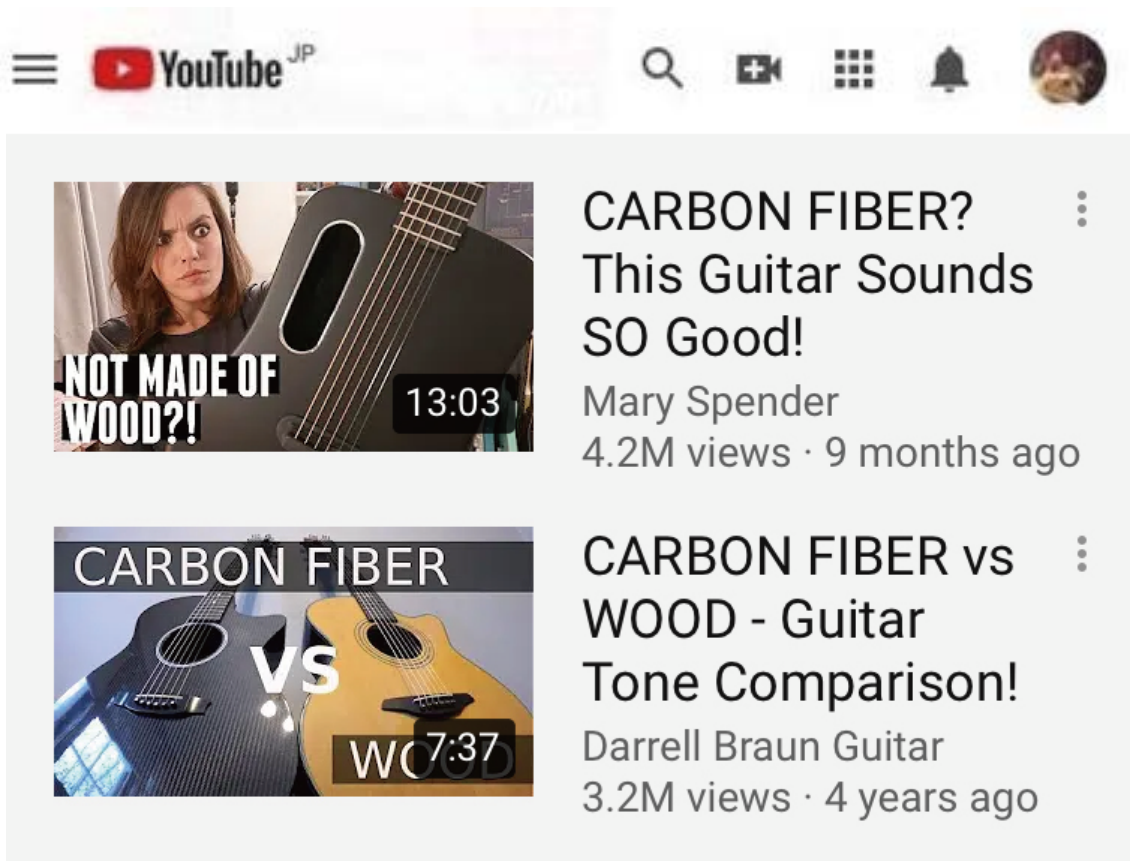 YouTube JP
NOT MADE OF
WOOD?!
13:03
CARBON FIBER?
This Guitar Sounds
SO Good!
Mary Spender
4.2M views · 9 months ago
CARBON FIBER
VS
WOOD
7:37
CARBON FIBER vs
WOOD - Guitar
Tone Comparison!
Darrell Braun Guitar
3.2M views · 4 years ago